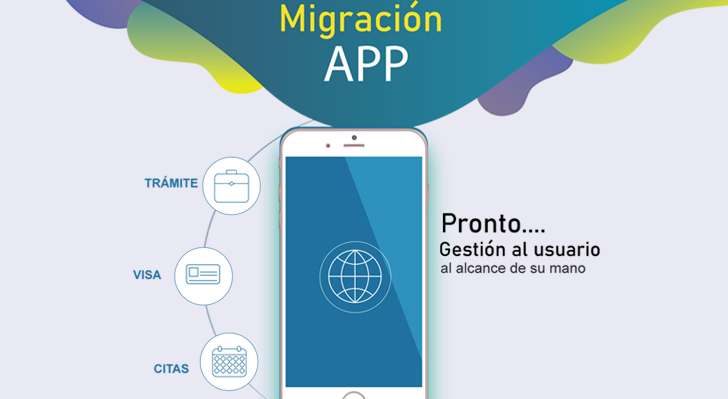 Migración
APP
TRÁMITE
VISA
CITAS
Pronto....
Gestión al usuario
al alcance de su mano